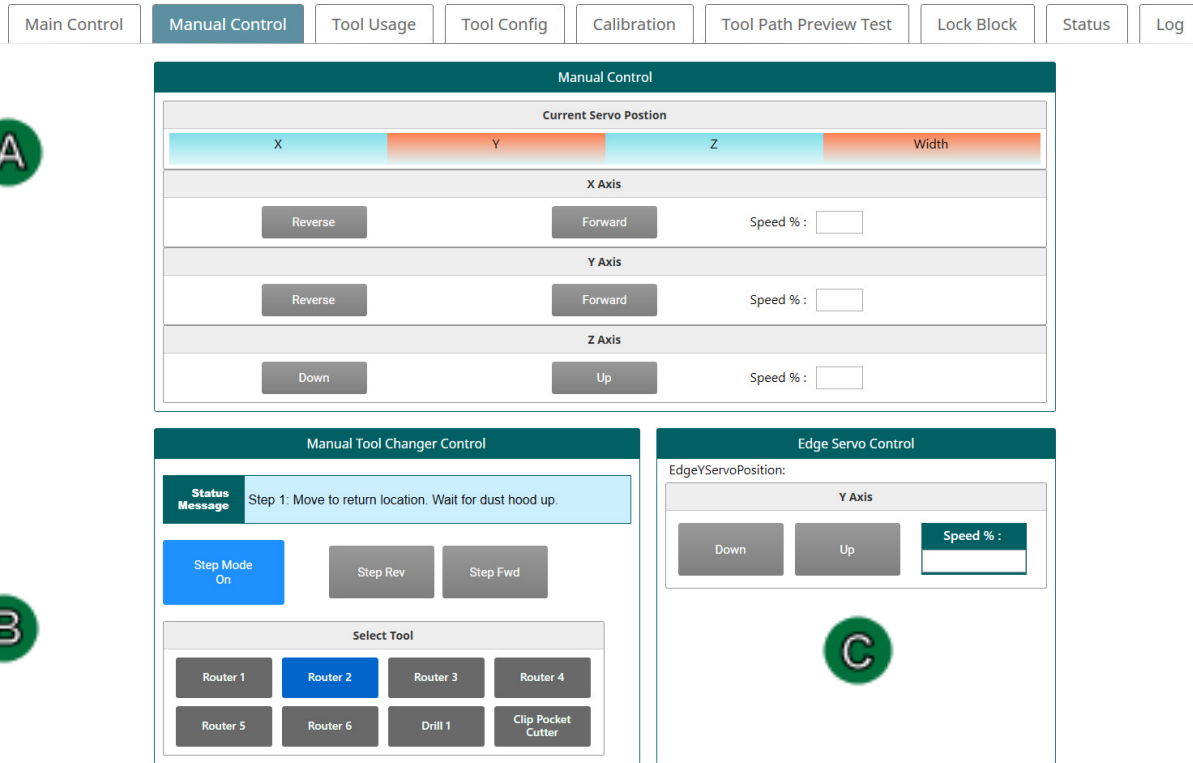 Main Control Manual Control Tool Usage Tool Config Calibration Tool Path Preview Test Lock Block Status Log
Manual Control
A
Current Servo Postion
X Y Z Width
X Axis
Reverse Forward Speed % :
Y Axis
Reverse Forward Speed % :
Z Axis
Down Up Speed % :
Manual Tool Changer Control
Status
Message
Step 1: Move to return location. Wait for dust hood up.
Step Mode
On
Step Rev Step Fwd
B
Select Tool
Router 1 Router 2 Router 3 Router 4
Router 5 Router 6 Drill 1 Clip Pocket
Cutter
Edge Servo Control
EdgeYServoPosition:
Y Axis
Down Up Speed % :
C